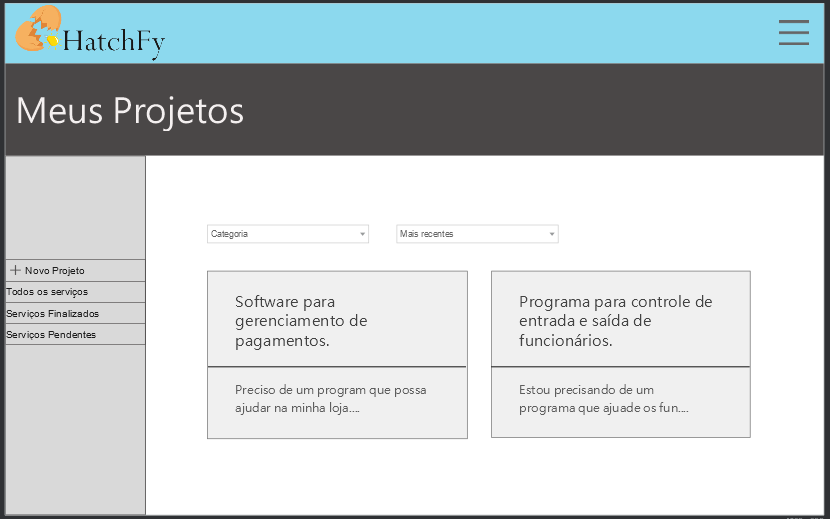 HatchFy
Meus Projetos
Categoria
Mais recentes
Novo Projeto
Todos os serviços
Serviços Finalizados
Serviços Pendentes
Software para
gerenciamento de
pagamentos.
Preciso de um program que possa
ajudar na minha loja....
Programa para controle de
entrada e saída de
funcionários.
Estou precisando de um
programa que ajuade os fun....